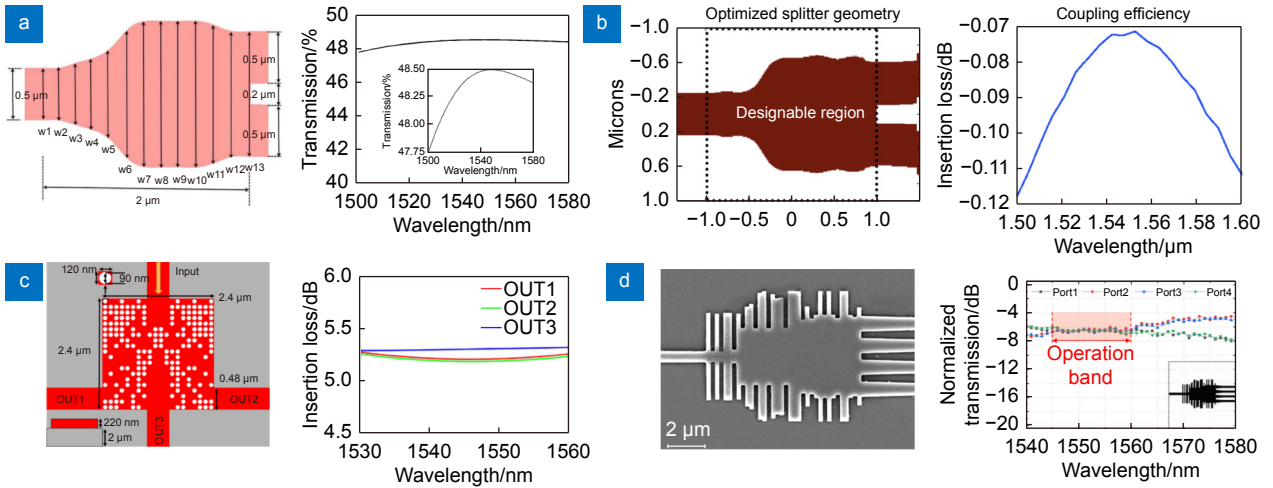 a
0.5 μm
w1
w2
w3
w4
w5
w6
w7
w8
w9
w10
w11
w12
w13
0.5 μm
0.2 μm
0.5 μm
2 μm
Transmission/%
50
48
46
44
42
40
1500
1520
1540
1560
1580
Wavelength/nm
Transmission/%
48.50
48.25
48.00
47.75
1500
1540
1580
Wavelength/nm
b
Optimized splitter geometry
Microns
−1.0
−0.6
−0.2
0.2
0.6
1.0
Designable region
−1.0
−0.5
0
0.5
1.0
Coupling efficiency
Insertion loss/dB
−0.07
−0.08
−0.09
−0.10
−0.11
−0.12
1.50
1.52
1.54
1.56
1.58
1.60
Wavelength/μm
c
120 nm
90 nm
Input
2.4 μm
2.4 μm
0.48 μm
OUT1
OUT2
OUT3
220 nm
2 μm
Insertion loss/dB
6.0
5.5
5.0
4.5
OUT1
OUT2
OUT3
1530
1540
1550
1560
Wavelength/nm
d
2 μm
Normalized
transmission/dB
0
−4
−8
−12
−16
−20
Port1
Port2
Port3
Port4
Operation
band
1540
1550
1560
1570
1580
Wavelength/nm